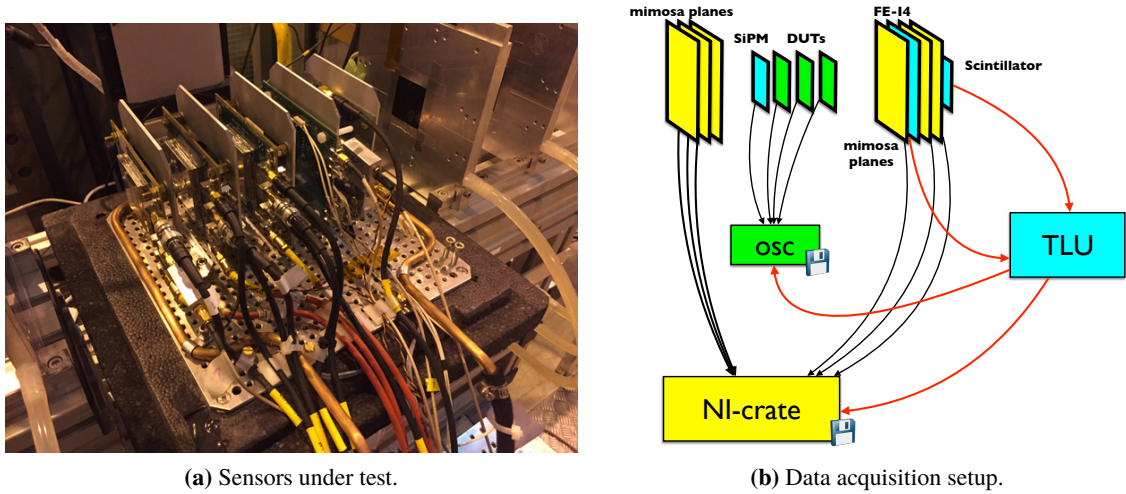 mimosa planes
SiPM
DUTs
FE-I4
Scintillator
mimosa
planes
OSC
TLU
NI-crate
(a) Sensors under test.
(b) Data acquisition setup.